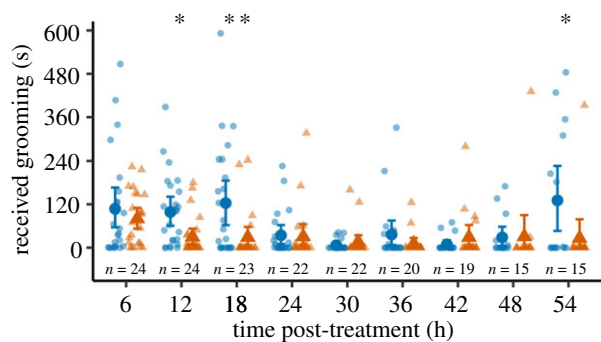 * * * *
600
480
360
240
120
0
received grooming (s)
n = 24 n = 24 n = 23 n = 22 n = 22 n = 20 n = 19 n = 15 n = 15
6 12 18 24 30 36 42 48 54
time post-treatment (h)